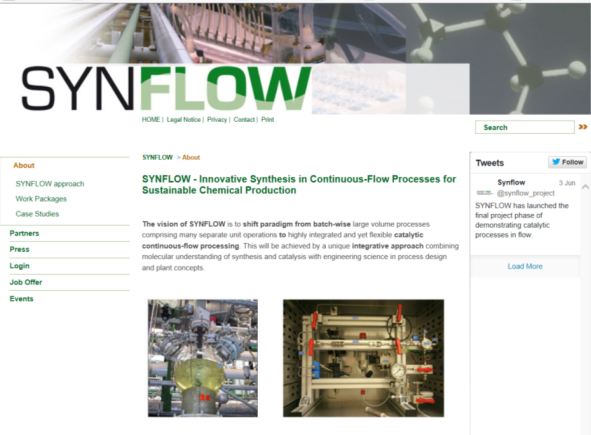 SYNFLOW
HOME | Legal Notice | Privacy | Contact | Print
Search >>
About
SYNFLOW approach
Work Packages
Case Studies
Partners
Press
Login
Job Offer
Events
SYNFLOW > About
SYNFLOW - Innovative Synthesis in Continuous-Flow Processes for
Sustainable Chemical Production
The vision of SYNFLOW is to shift paradigm from batch-wise large volume processes
comprising many separate unit operations to highly integrated and yet flexible catalytic
continuous-flow processing. This will be achieved by a unique integrative approach combining
molecular understanding of synthesis and catalysis with engineering science in process design
and plant concepts.
Tweets
Follow
Synflow 3 Jun
@synflow_project
SYNFLOW has launched the
final project phase of
demonstrating catalytic
processes in flow.
Load More